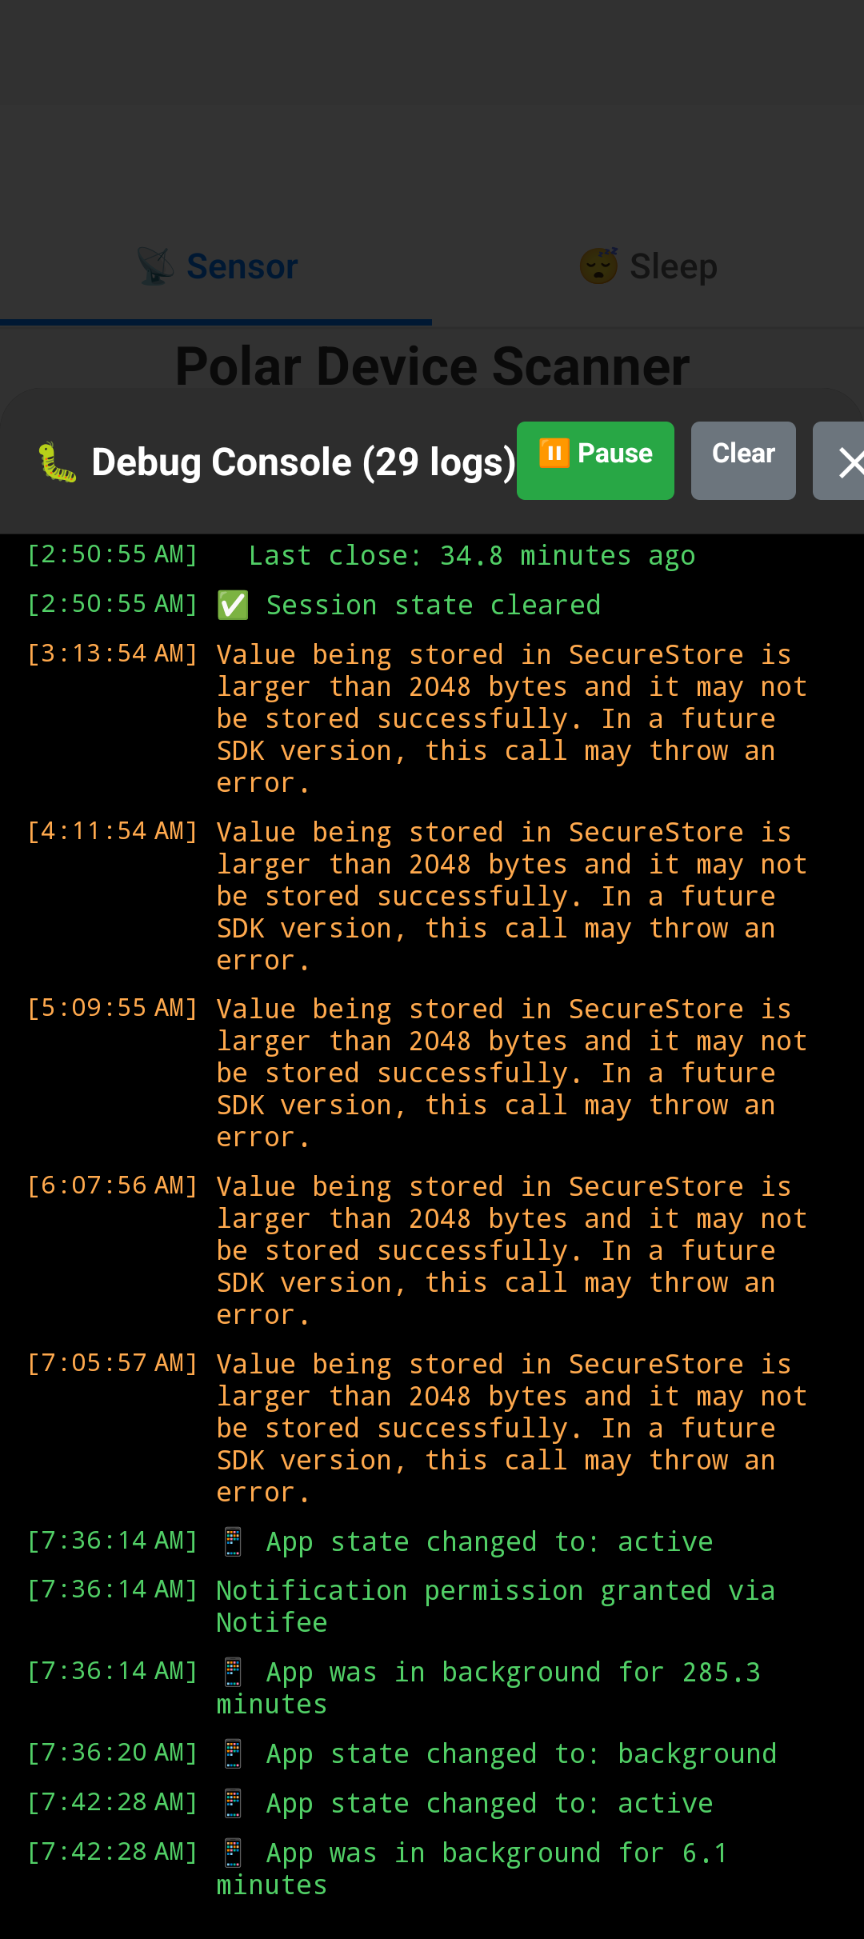 📡 Sensor
😴 Sleep
Polar Device Scanner
🐛 Debug Console (29 logs)
⏸️ Pause
Clear
✕
[2:50:55 AM] Last close: 34.8 minutes ago
[2:50:55 AM] ✅ Session state cleared
[3:13:54 AM] Value being stored in SecureStore is
larger than 2048 bytes and it may not
be stored successfully. In a future
SDK version, this call may throw an
error.
[4:11:54 AM] Value being stored in SecureStore is
larger than 2048 bytes and it may not
be stored successfully. In a future
SDK version, this call may throw an
error.
[5:09:55 AM] Value being stored in SecureStore is
larger than 2048 bytes and it may not
be stored successfully. In a future
SDK version, this call may throw an
error.
[6:07:56 AM] Value being stored in SecureStore is
larger than 2048 bytes and it may not
be stored successfully. In a future
SDK version, this call may throw an
error.
[7:05:57 AM] Value being stored in SecureStore is
larger than 2048 bytes and it may not
be stored successfully. In a future
SDK version, this call may throw an
error.
[7:36:14 AM] 📱 App state changed to: active
[7:36:14 AM] Notification permission granted via
Notifee
[7:36:14 AM] 📱 App was in background for 285.3
minutes
[7:36:20 AM] 📱 App state changed to: background
[7:42:28 AM] 📱 App state changed to: active
[7:42:28 AM] 📱 App was in background for 6.1
minutes